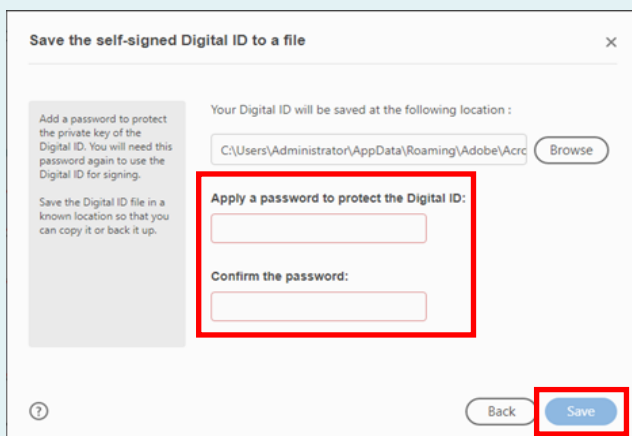 Save the self-signed Digital ID to a file
Add a password to protect
the private key of the
Digital ID. You will need this
password again to use the
Digital ID for signing.
Save the Digital ID file in a
known location so that you
can copy it or back it up.
Your Digital ID will be saved at the following location :
C:\Users\Administrator\AppData\Roaming\Adobe\Acro
Browse
Apply a password to protect the Digital ID:
Confirm the password:
Back
Save